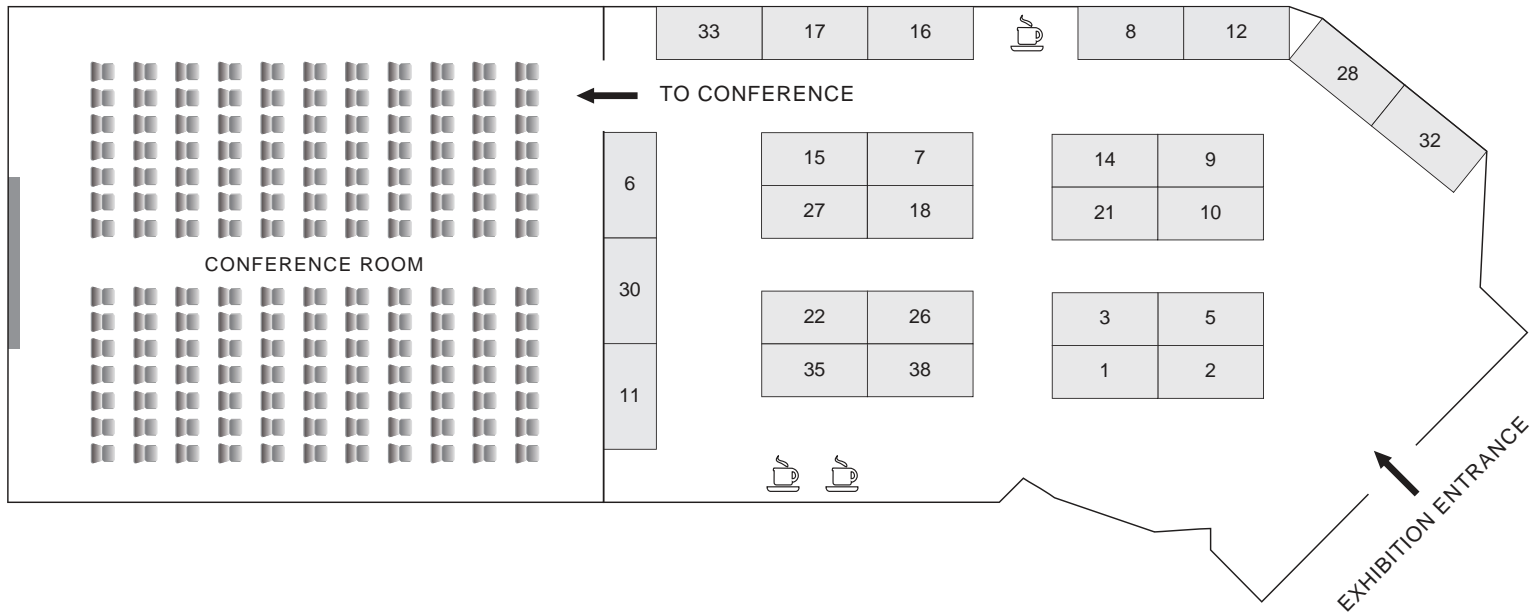 33 17 16 8 12
28
TO CONFERENCE
32
15 7 14 9
6
27 18 21 10
CONFERENCE ROOM
30
22 26 3 5
35 38 1 2
11
EXHIBITION ENTRANCE